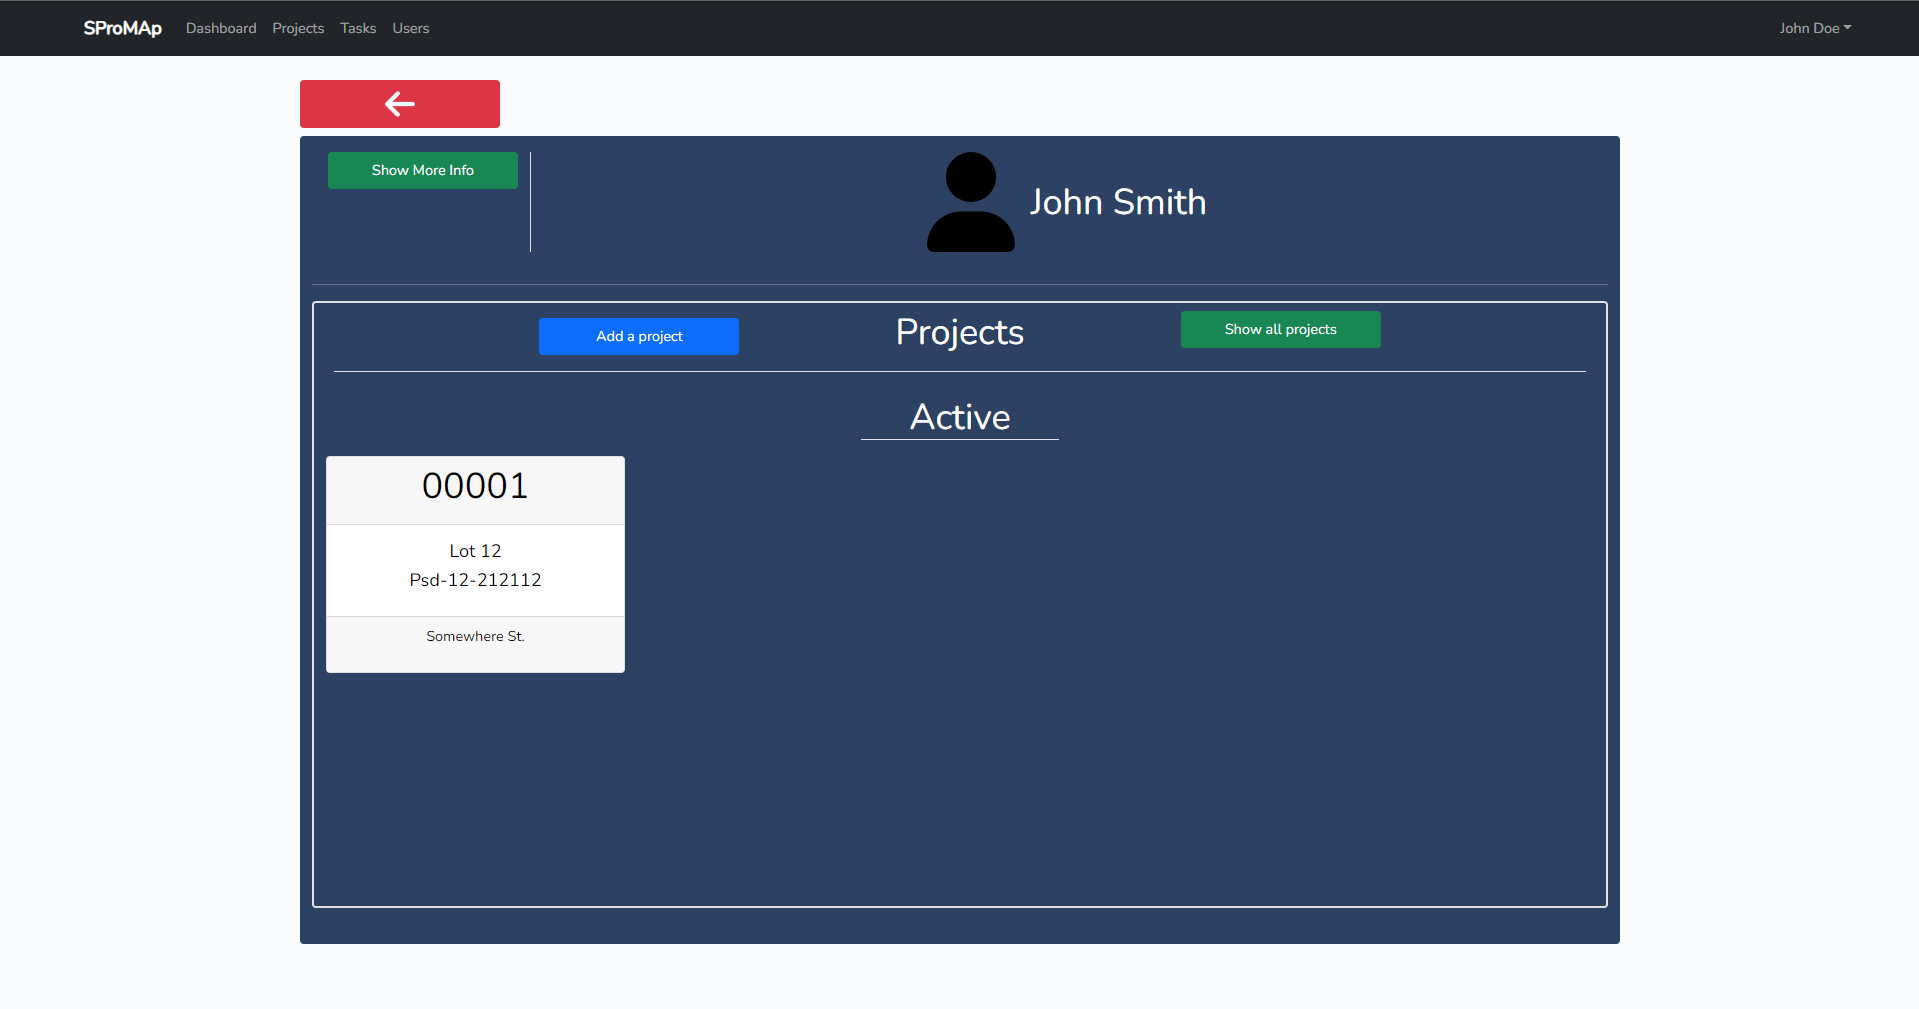 SProMAp Dashboard Projects Tasks Users John Doe
Show More Info
John Smith
Add a project
Projects
Show all projects
Active
00001
Lot 12
Psd-12-212112
Somewhere St.